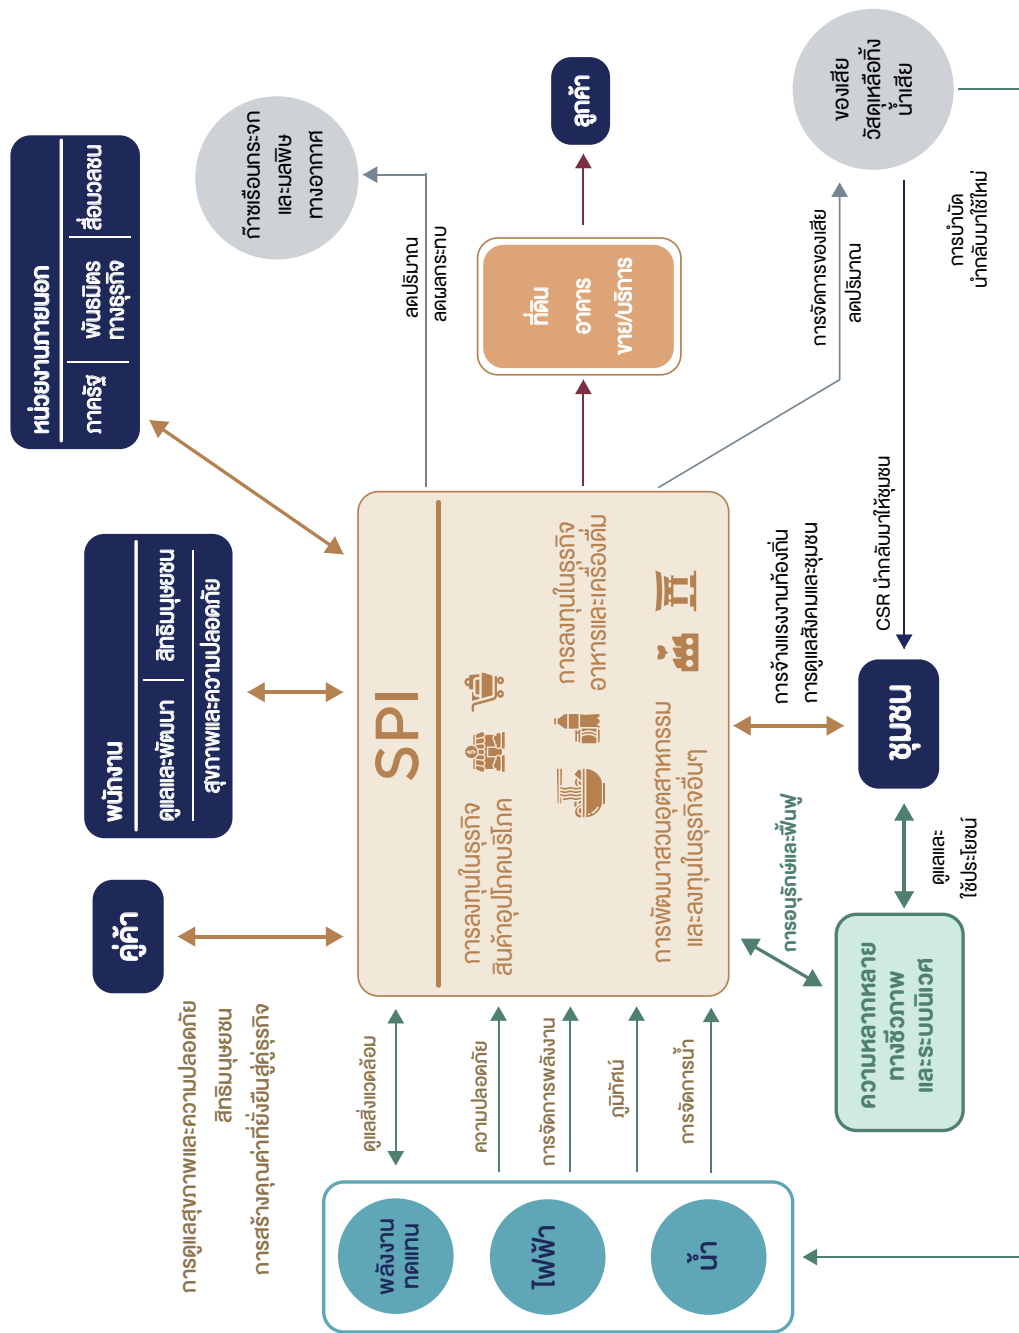 คู่ค้า
การดูแลสุขภาพและความปลอดภัย
สิทธิมนุษยชน
การสร้างคุณค่าที่ยั่งยืนสู่คู่ธุรกิจ
พนักงาน
ดูแลและพัฒนา
สิทธิมนุษยชน
สุขภาพและความปลอดภัย
หน่วยงานภายนอก
ภาครัฐ
พันธมิตร
ทางธุรกิจ
สื่อมวลชน
ก๊าซเรือนกระจก
และมลพิษ
ทางอากาศ
ลดปริมาณ
ลดผลกระทบ
พลังงาน
ทดแทน
ไฟฟ้า
น้ำ
ดูแลสิ่งแวดล้อม
ความปลอดภัย
การจัดการพลังงาน
ภูมิทัศน์
การจัดการน้ำ
SPI
การลงทุนในธุรกิจ
สินค้าอุปโภคบริโภค
การลงทุนในธุรกิจ
อาหารและเครื่องดื่ม
การพัฒนาสวนอุตสาหกรรม
และลงทุนในธุรกิจอื่นๆ
ที่ดิน
อาคาร
ขาย/บริการ
ลูกค้า
การจัดการของเสีย
ลดปริมาณ
ของเสีย
วัสดุเหลือทิ้ง
น้ำเสีย
การอนุรักษ์และฟื้นฟู
การจ้างแรงงานท้องถิ่น
การดูแลสังคมและชุมชน
ความหลากหลาย
ทางชีวภาพ
และระบบนิเวศ
ดูแลและ
ใช้ประโยชน์
ชุมชน
CSR นำกลับมาให้ชุมชน
การบำบัด
นำกลับมาใช้ใหม่